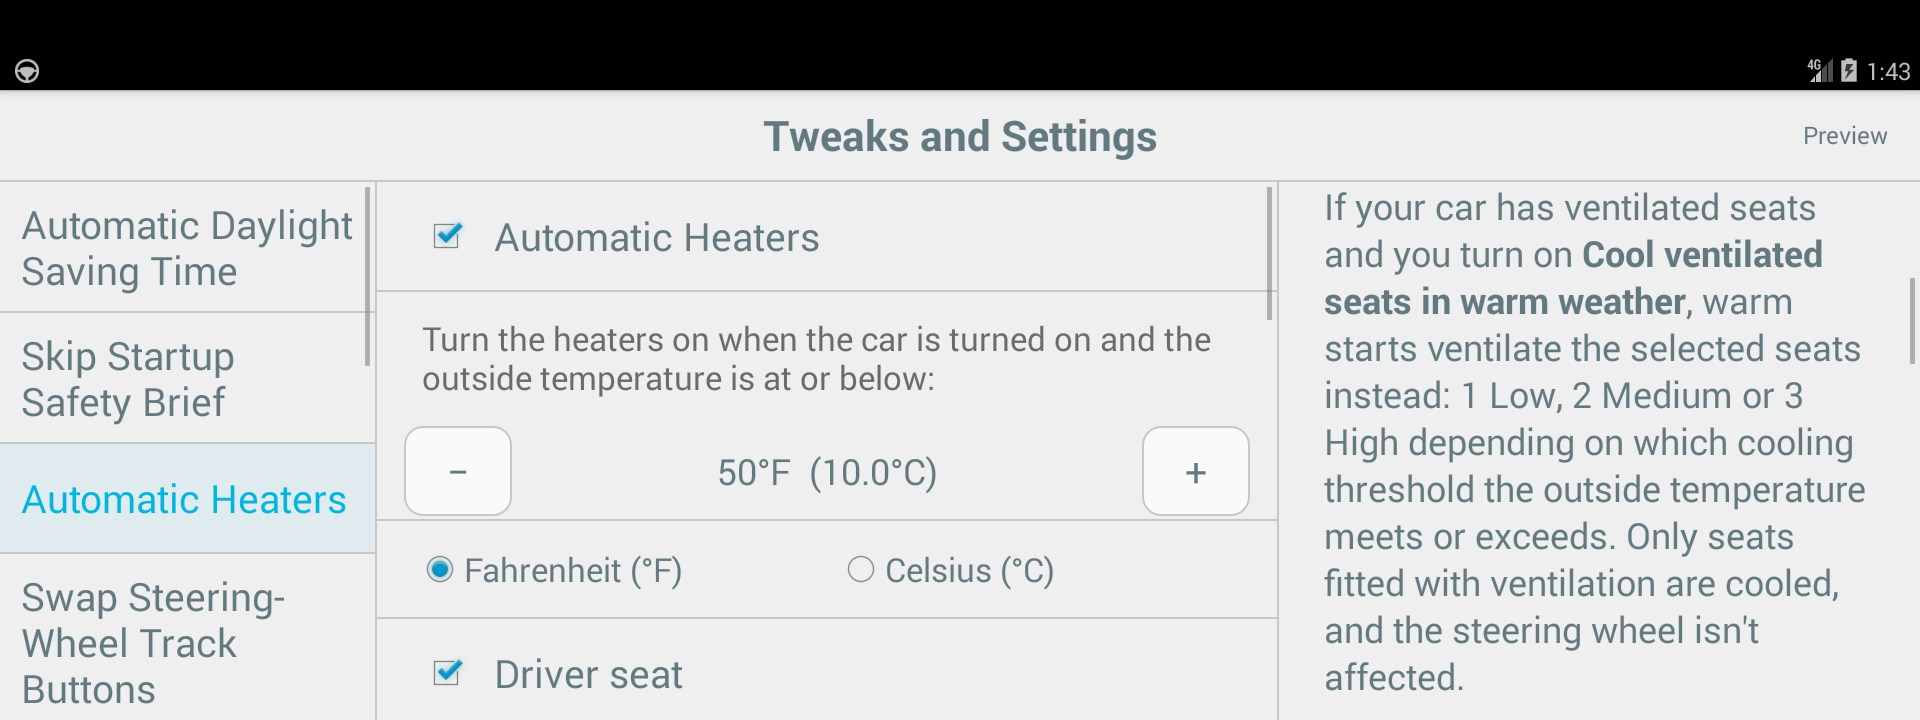 4G
1:43
Tweaks and Settings
Preview
Automatic Daylight
Saving Time
Skip Startup
Safety Brief
Automatic Heaters
Swap Steering-
Wheel Track
Buttons
Automatic Heaters
Turn the heaters on when the car is turned on and the
outside temperature is at or below:
− 50°F (10.0°C) +
Fahrenheit (°F) Celsius (°C)
Driver seat
If your car has ventilated seats
and you turn on Cool ventilated
seats in warm weather, warm
starts ventilate the selected seats
instead: 1 Low, 2 Medium or 3
High depending on which cooling
threshold the outside temperature
meets or exceeds. Only seats
fitted with ventilation are cooled,
and the steering wheel isn't
affected.